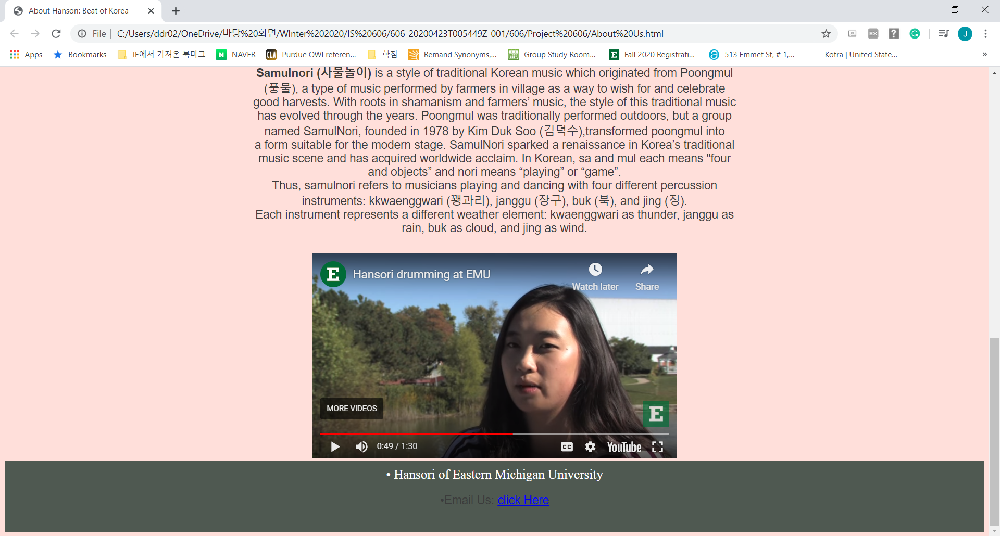 About Hansori: Beat of Korea
File | C:/Users/ddr02/OneDrive/바탕%20화면/WInter%202020/IS%20606/606-20200423T005449Z-001/606/Project%20606/About%20Us.html
EX
?
G
J
Apps
Bookmarks
IE에서 가져온 북마크
N NAVER
CLA Purdue OWl referen...
학점
Remand Synonyms,...
Group Study Room...
E Fall 2020 Registrati...
513 Emmet St, # 1,...
Kotra | United State...
»
Samulnori (사물놀이) is a style of traditional Korean music which originated from Poongmul
(풍물), a type of music performed by farmers in village as a way to wish for and celebrate
good harvests. With roots in shamanism and farmers’ music, the style of this traditional music
has evolved through the years. Poongmul was traditionally performed outdoors, but a group
named SamulNori, founded in 1978 by Kim Duk Soo (김덕수),transformed poongmul into
a form suitable for the modern stage. SamulNori sparked a renaissance in Korea’s traditional
music scene and has acquired worldwide acclaim. In Korean, sa and mul each means "four
and objects” and nori means “playing” or “game”.
Thus, samulnori refers to musicians playing and dancing with four different percussion
instruments: kkwaenggwari (꽹과리), janggu (장구), buk (북), and jing (징).
Each instrument represents a different weather element: kwaenggwari as thunder, janggu as
rain, buk as cloud, and jing as wind.
E Hansori drumming at EMU
Watch later
Share
MORE VIDEOS
E
0:49 / 1:30
CC
YouTube
• Hansori of Eastern Michigan University
•Email Us: click Here